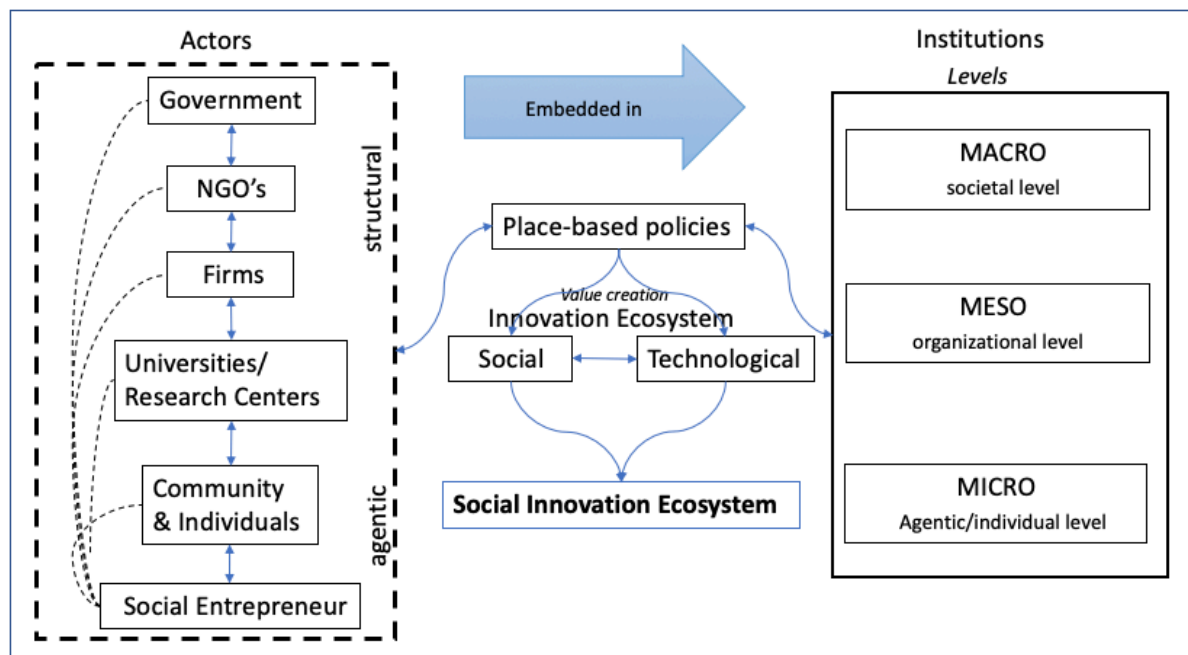 Actors
Government
NGO's
Firms
Universities/
Research Centers
Community
& Individuals
Social Entrepreneur
structural
agentic
Embedded in
Place-based policies
Value creation
Innovation Ecosystem
Social
Technological
Social Innovation Ecosystem
Institutions
Levels
MACRO
societal level
MESO
organizational level
MICRO
Agentic/individual level